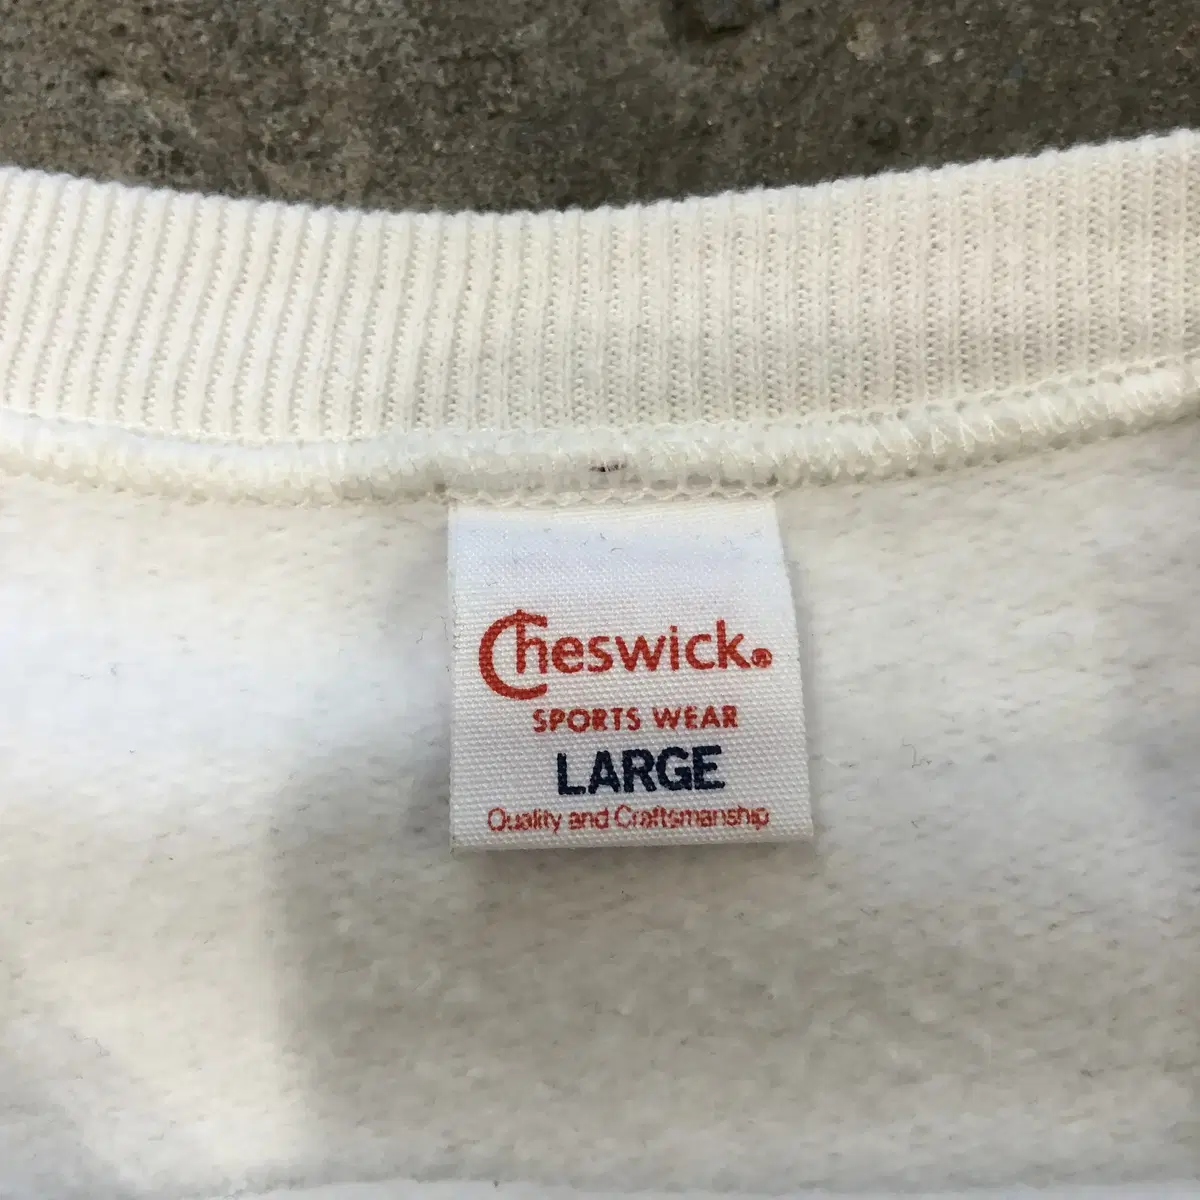 Cheswick®
SPORTS WEAR
LARGE
Quality and Craftsmanship